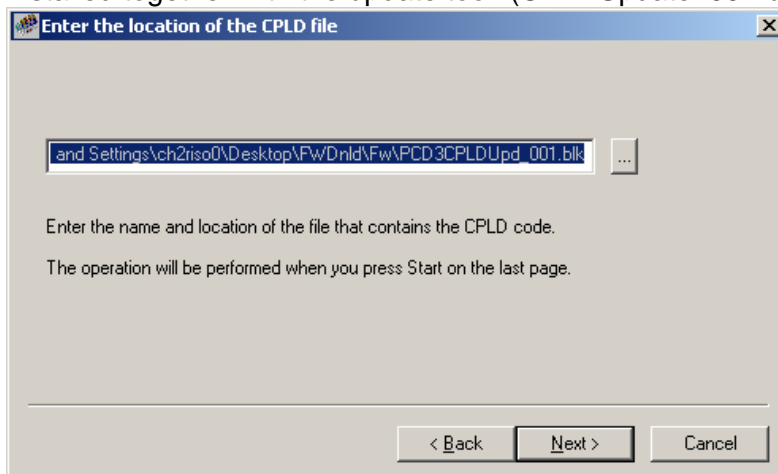 Enter the location of the CPLD file
and Settings\ch2riso0\Desktop\FWDnld\Fw\PCD3CPLDUpd_001.blk
...
Enter the name and location of the file that contains the CPLD code.
The operation will be performed when you press Start on the last page.
< Back Next > Cancel